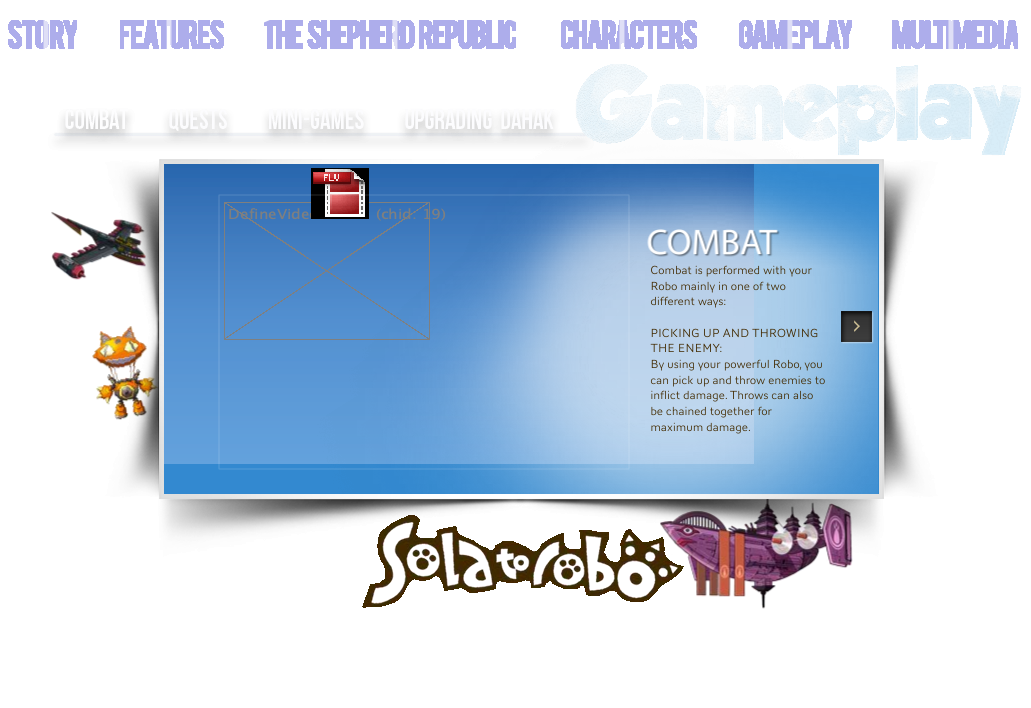 STORY FEATURES THE SHEPHERD REPUBLIC CHARACTERS GAMEPLAY MULTIMEDIA
Gameplay
COMBAT QUESTS MINI-GAMES UPGRADING DAHAK
FLV
(chid: 19)
COMBAT
Combat is performed with your
Robo mainly in one of two
different ways:
PICKING UP AND THROWING
THE ENEMY:
By using your powerful Robo, you
can pick up and throw enemies to
inflict damage. Throws can also
be chained together for
maximum damage.
Solatorobo